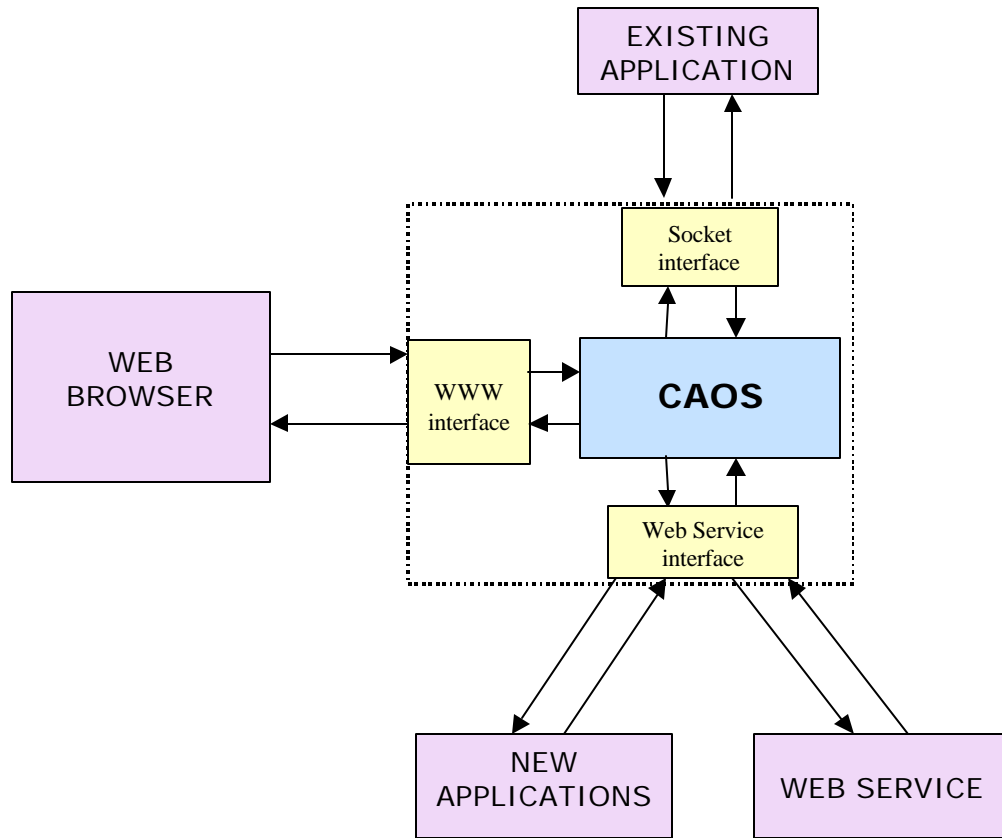 EXISTING
APPLICATION
Socket
interface
WEB
BROWSER
WWW
interface
CAOS
Web Service
interface
NEW
APPLICATIONS
WEB SERVICE